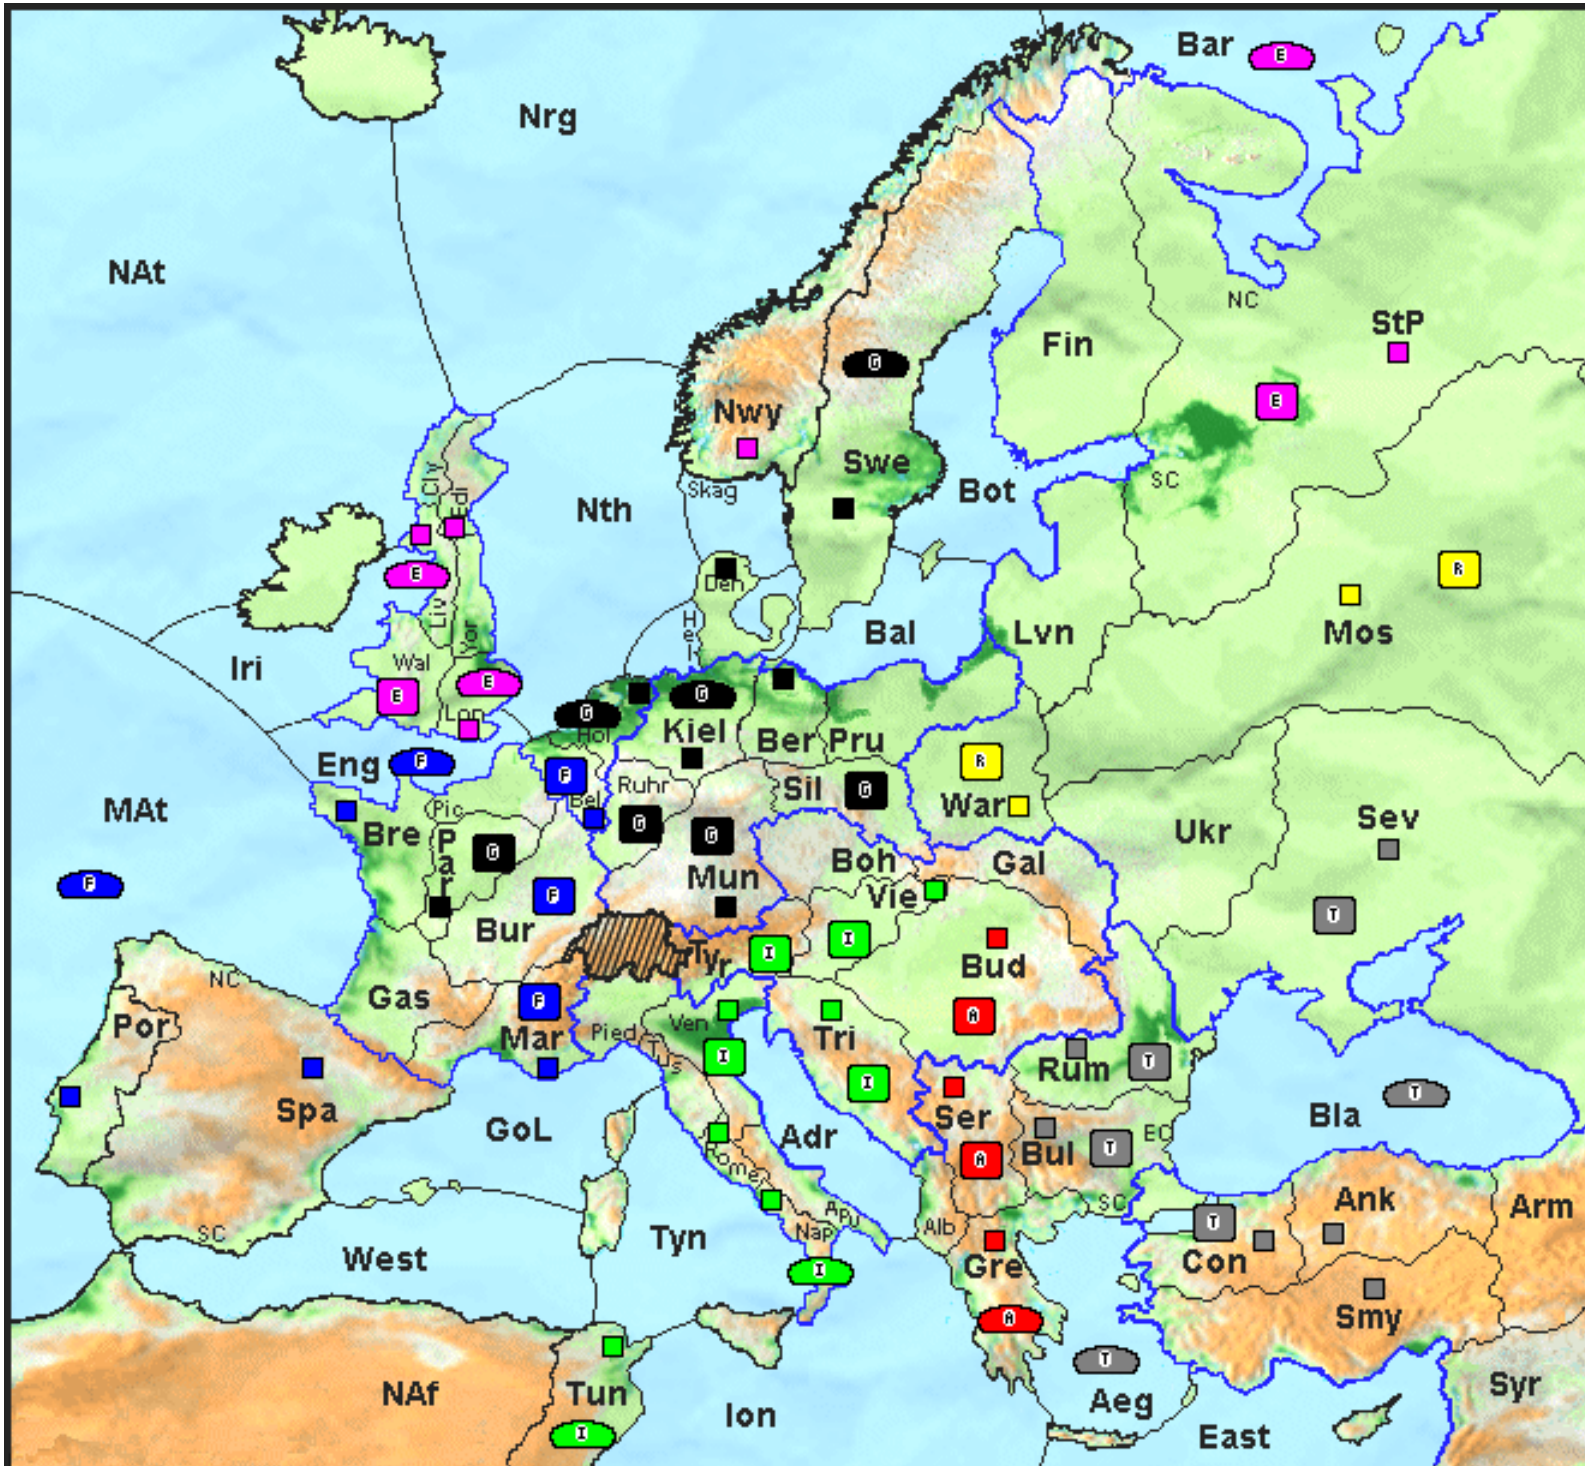 Bar
E
Nrg
NAt
NC
StP
Fin
G
E
Nwy
Swe
SC
Cly
Edi
Skag
Bot
Nth
R
E
Den
Liv
Yor
Hel
Bal
Lvn
Mos
Iri
Wal
E
E
Lon
G
Hol
G
Kiel
Ber
Pru
Eng
F
F
Ruhr
Sil
G
R
War
MAt
Pic
Bel
Bre
Par
G
G
G
Boh
Gal
Ukr
Sev
F
Mun
Vie
F
Bur
T
I
I
Tyr
Bud
NC
Gas
F
Por
Mar
Pied
Ven
Tri
A
Tus
I
Rum
T
I
Spa
Ser
T
Bla
GoL
Adr
Bul
T
EC
A
Rome
SC
Ank
Arm
Apu
Alb
T
SC
West
Tyn
Nap
Con
I
Gre
A
Smy
T
NAf
Tun
Ion
Aeg
Syr
I
East